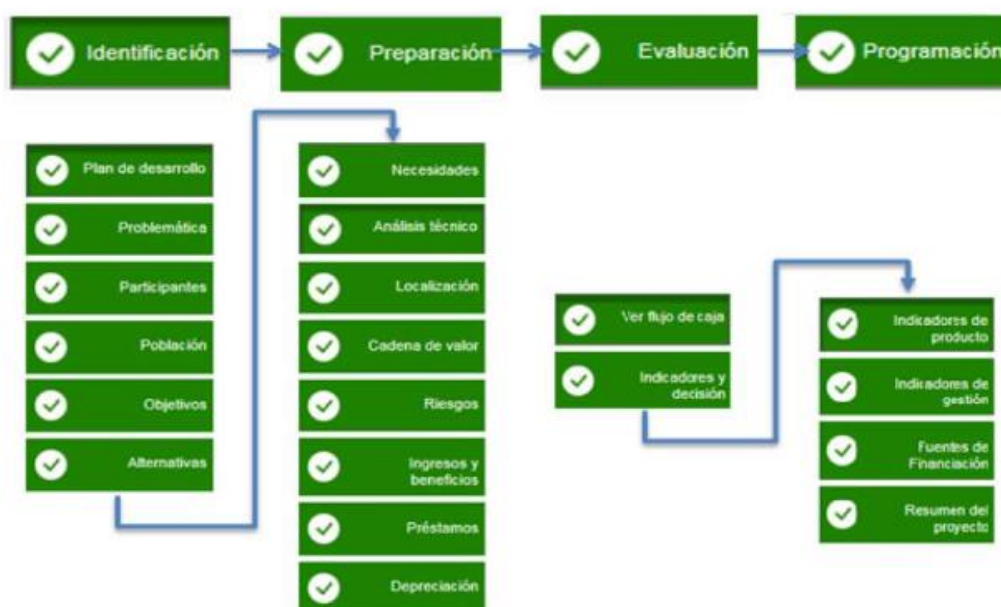 Identificación
Preparación
Evaluación
Programación
Plan de desarrollo
Problemática
Participantes
Población
Objetivos
Alternativas
Necesidades
Análisis técnico
Localización
Cadena de valor
Riesgos
Ingresos y
beneficios
Préstamos
Depreciación
Ver flujo de caja
Indicadores y
decisión
Indicadores de
producto
Indicadores de
gestión
Fuentes de
Financiación
Resumen del
proyecto